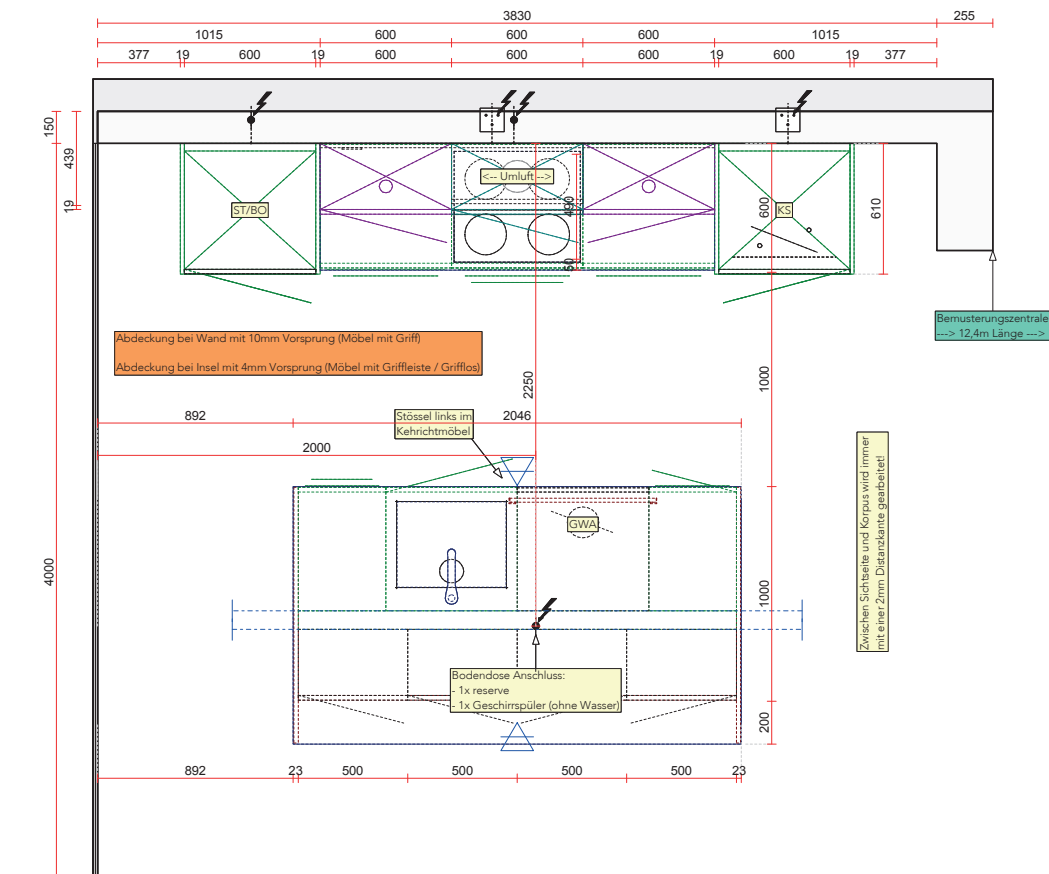 3830
255
1015
600
600
600
1015
377
19
600
19
600
600
600
19
600
19
377
150
439
19
4000
ST/BO
<-- Umluft -->
490
50
600
KS
610
Bemusterungszentrale
---> 12,4m Länge --->
Abdeckung bei Wand mit 10mm Vorsprung (Möbel mit Griff)
Abdeckung bei Insel mit 4mm Vorsprung (Möbel mit Griffleiste / Grifflos)
2250
1000
892
2046
Stössel links im
Kehrichtmöbel
2000
GWA
Zwischen Sichtseite und Korpus wird immer
mit einer 2mm Distanzkante gearbeitet!
1000
Bodendose Anschluss:
- 1x reserve
- 1x Geschirrspüler (ohne Wasser)
200
892
23
500
500
500
500
23